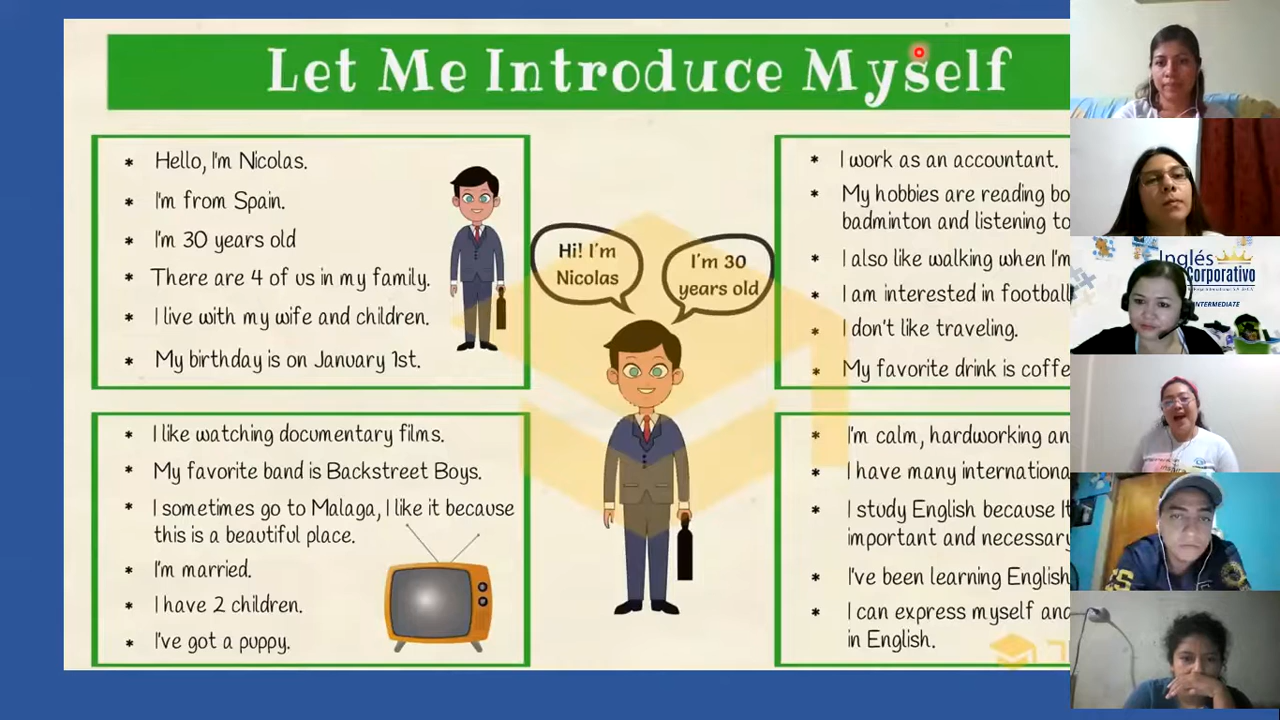 Let Me Introduce Myself
* Hello, I'm Nicolas.
* I'm from Spain.
* I'm 30 years old
* There are 4 of us in my family.
* I live with my wife and children.
* My birthday is on January 1st.
Hi! I'm
Nicolas
I'm 30
years old
* I work as an accountant.
* My hobbies are reading
badminton and listening to
* I also like walking when I'm
* I am interested in football
* I don't like traveling.
* My favorite drink is
* I like watching documentary films.
* My favorite band is Backstreet Boys.
* I sometimes go to Malaga, I like it because
this is a beautiful place.
* I'm married.
* I have 2 children.
* I've got a puppy.
* I'm calm, hardworking
* I have many
* I study English because
important and necessary
* I've been learning English
* I can express myself and
in English.
Inglés
Corporativo
INTERMEDIATE